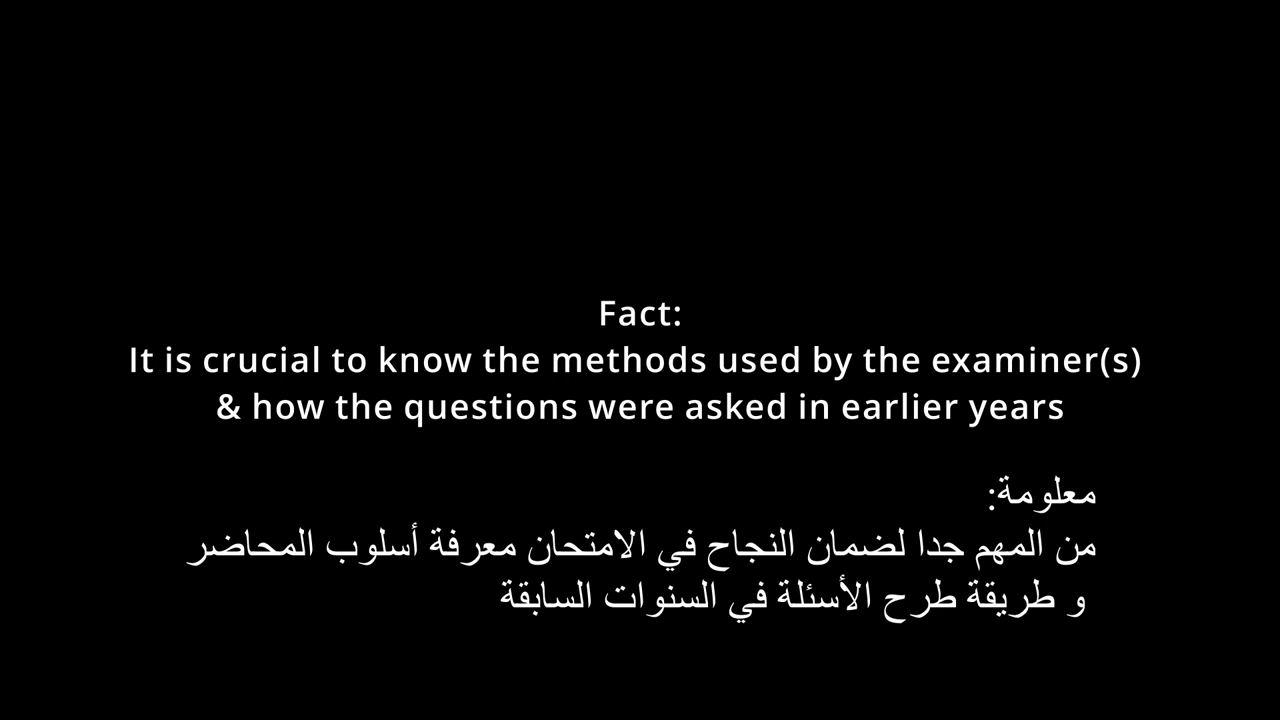 Fact:
It is crucial to know the methods used by the examiner(s)
& how the questions were asked in earlier years
معلومة:
من المهم جدا لضمان النجاح في الامتحان معرفة أسلوب المحاضر
و طريقة طرح الأسئلة في السنوات السابقة